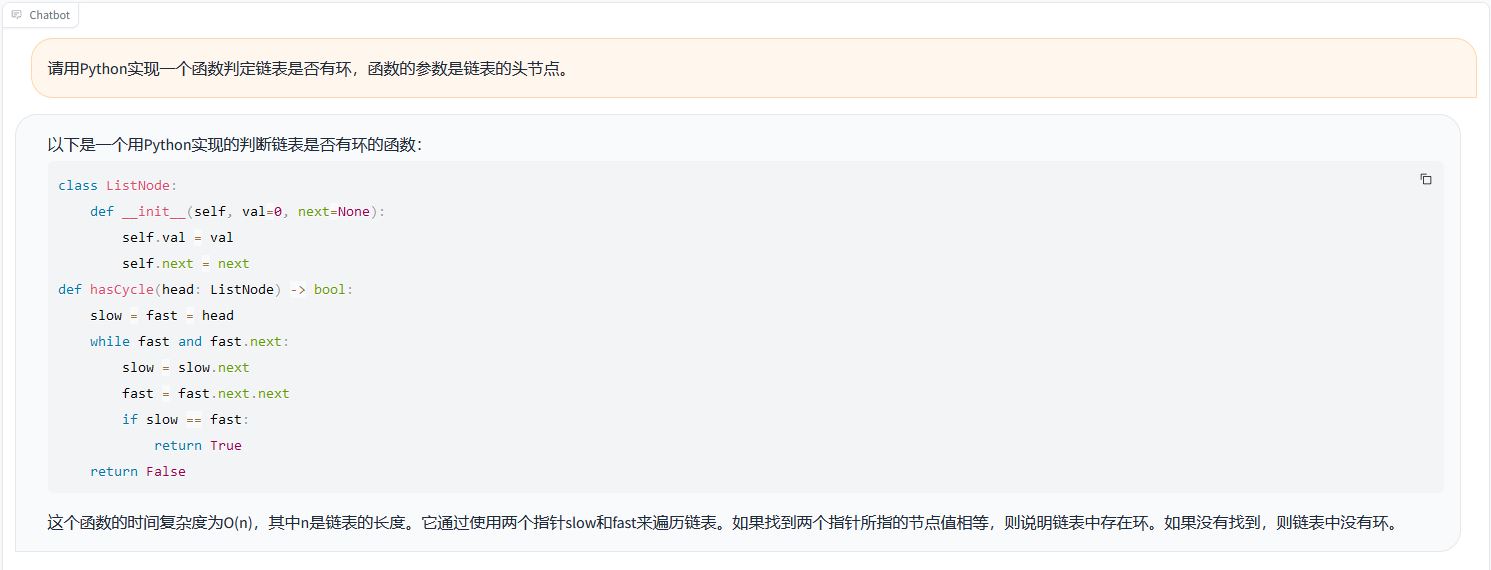 Chatbot
请用Python实现一个函数判定链表是否有环，函数的参数是链表的头节点。
以下是一个用Python实现的判断链表是否有环的函数：
class ListNode:
    def __init__(self, val=0, next=None):
        self.val = val
        self.next = next
def hasCycle(head: ListNode) -> bool:
    slow = fast = head
    while fast and fast.next:
        slow = slow.next
        fast = fast.next.next
        if slow == fast:
            return True
    return False
这个函数的时间复杂度为O(n)，其中n是链表的长度。它通过使用两个指针slow和fast来遍历链表。如果找到两个指针所指的节点值相等，则说明链表中存在环。如果没有找到，则链表中没有环。